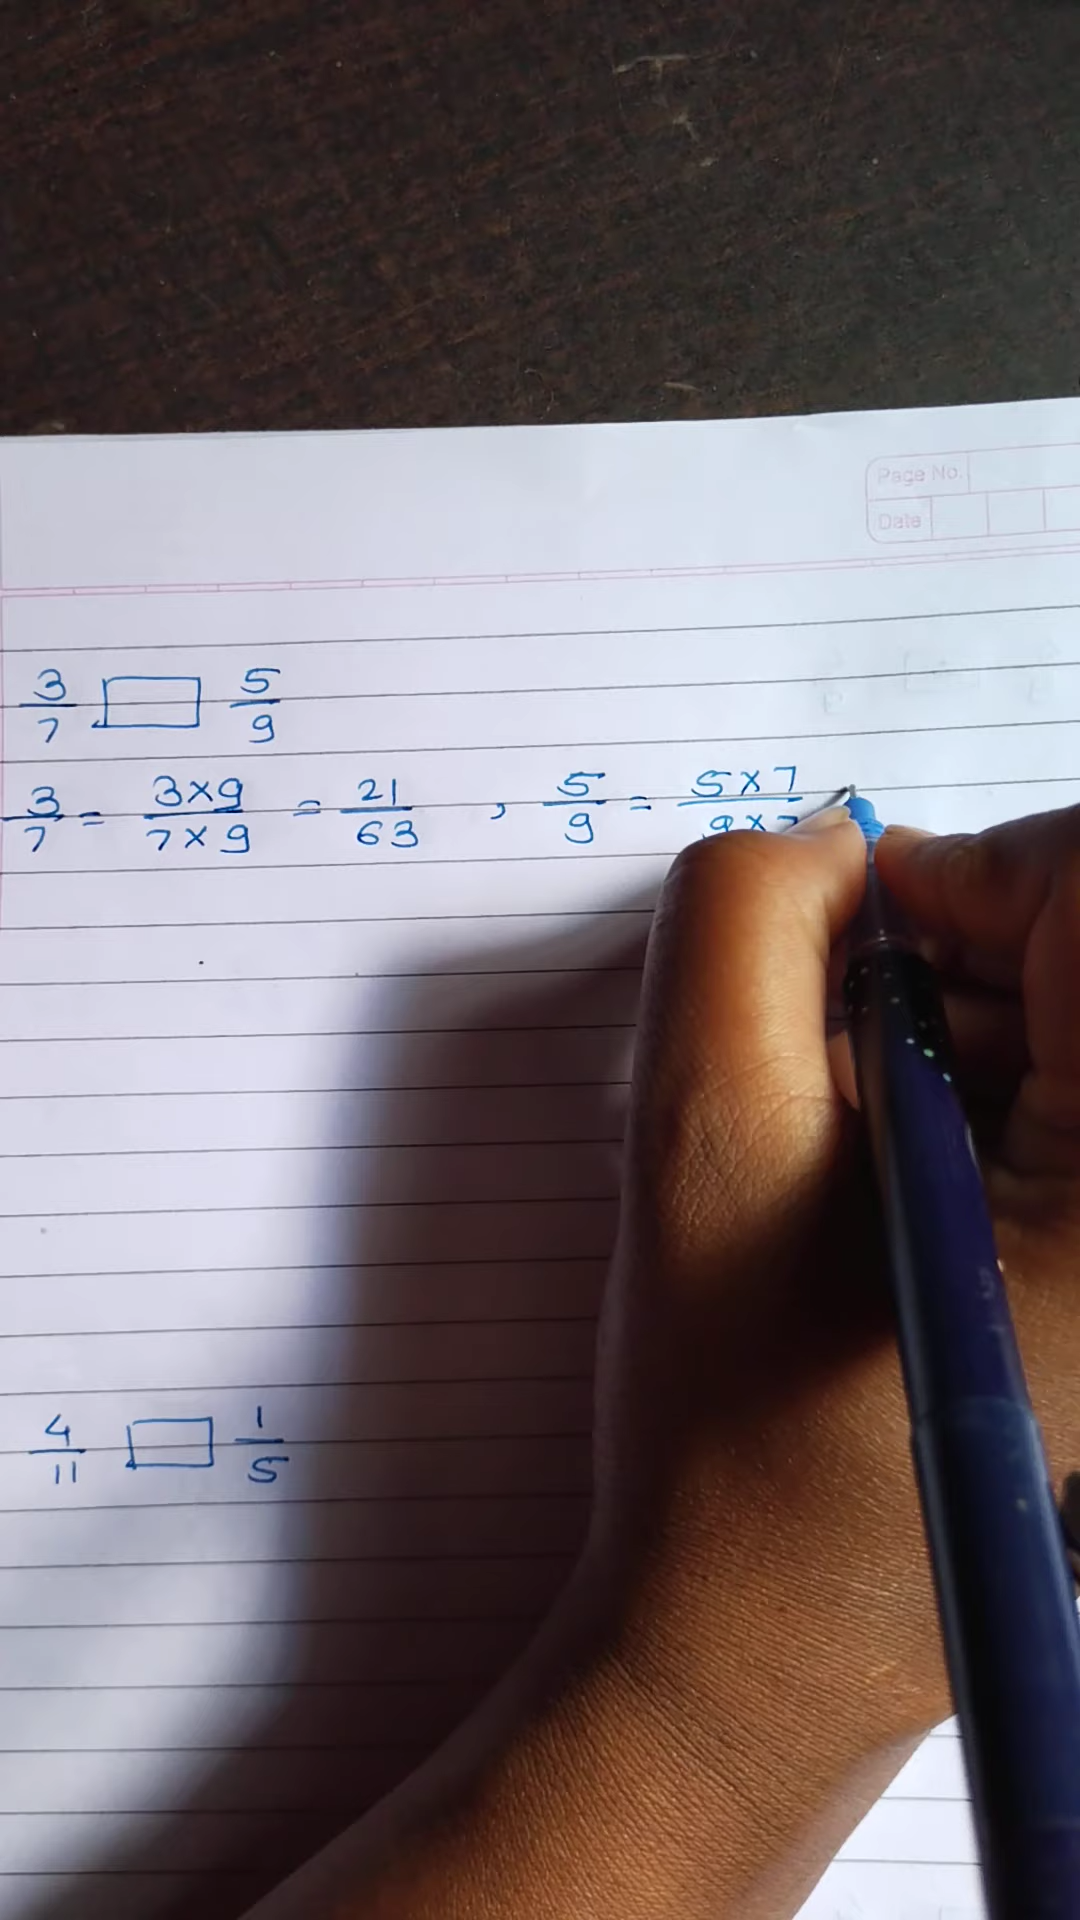 Page No.
Date
3/7 □ 5/9
3/7 = 3×9/7×9 = 21/63 , 5/9 = 5×7/9×7
4/11 □ 1/5